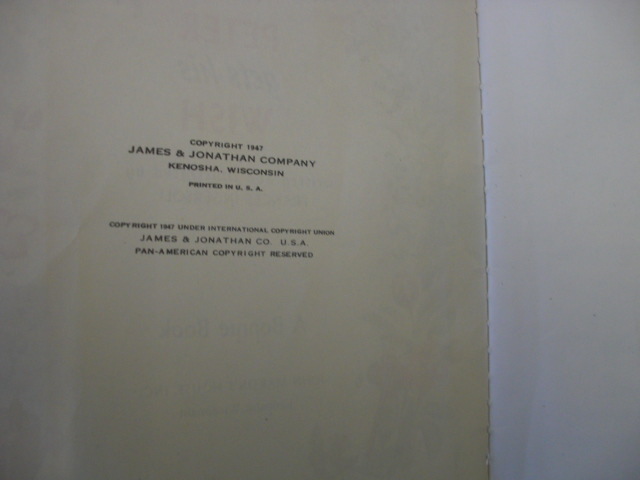 COPYRIGHT 1947
JAMES & JONATHAN COMPANY
KENOSHA, WISCONSIN
PRINTED IN U. S. A.
COPYRIGHT 1947 UNDER INTERNATIONAL COPYRIGHT UNION
JAMES & JONATHAN CO. U.S.A.
PAN-AMERICAN COPYRIGHT RESERVED